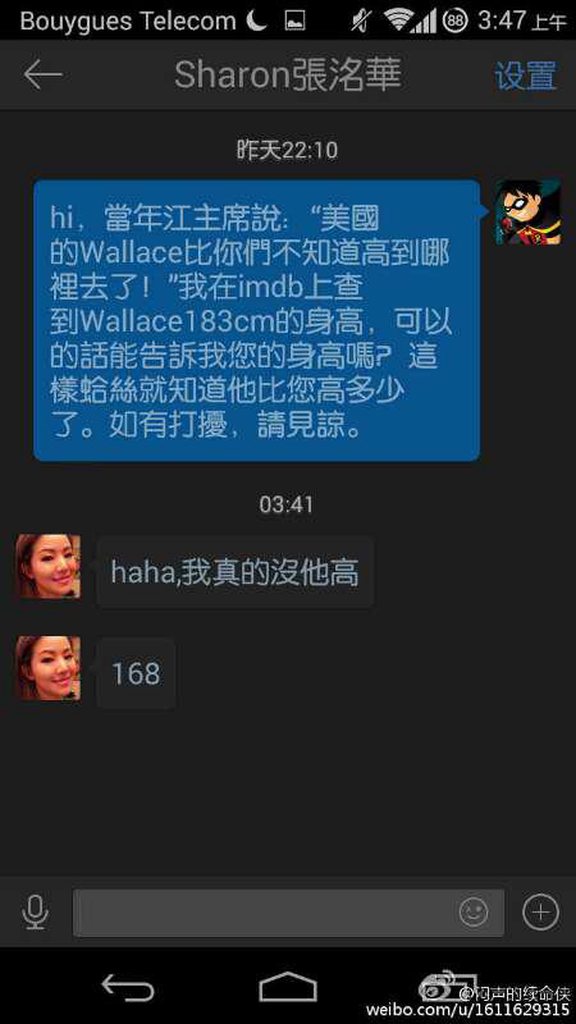 Bouygues Telecom 88 3:47 上午
Sharon張洺華 设置
昨天22:10
hi，當年江主席說：“美國
的Wallace比你們不知道高到哪
裡去了！”我在imdb上查
到Wallace183cm的身高，可以
的話能告訴我您的身高嗎？這
樣蛤絲就知道他比您高多少
了。如有打擾，請見諒。
03:41
haha,我真的沒他高
168
@闷声的续命侠
weibo.com/u/1611629315